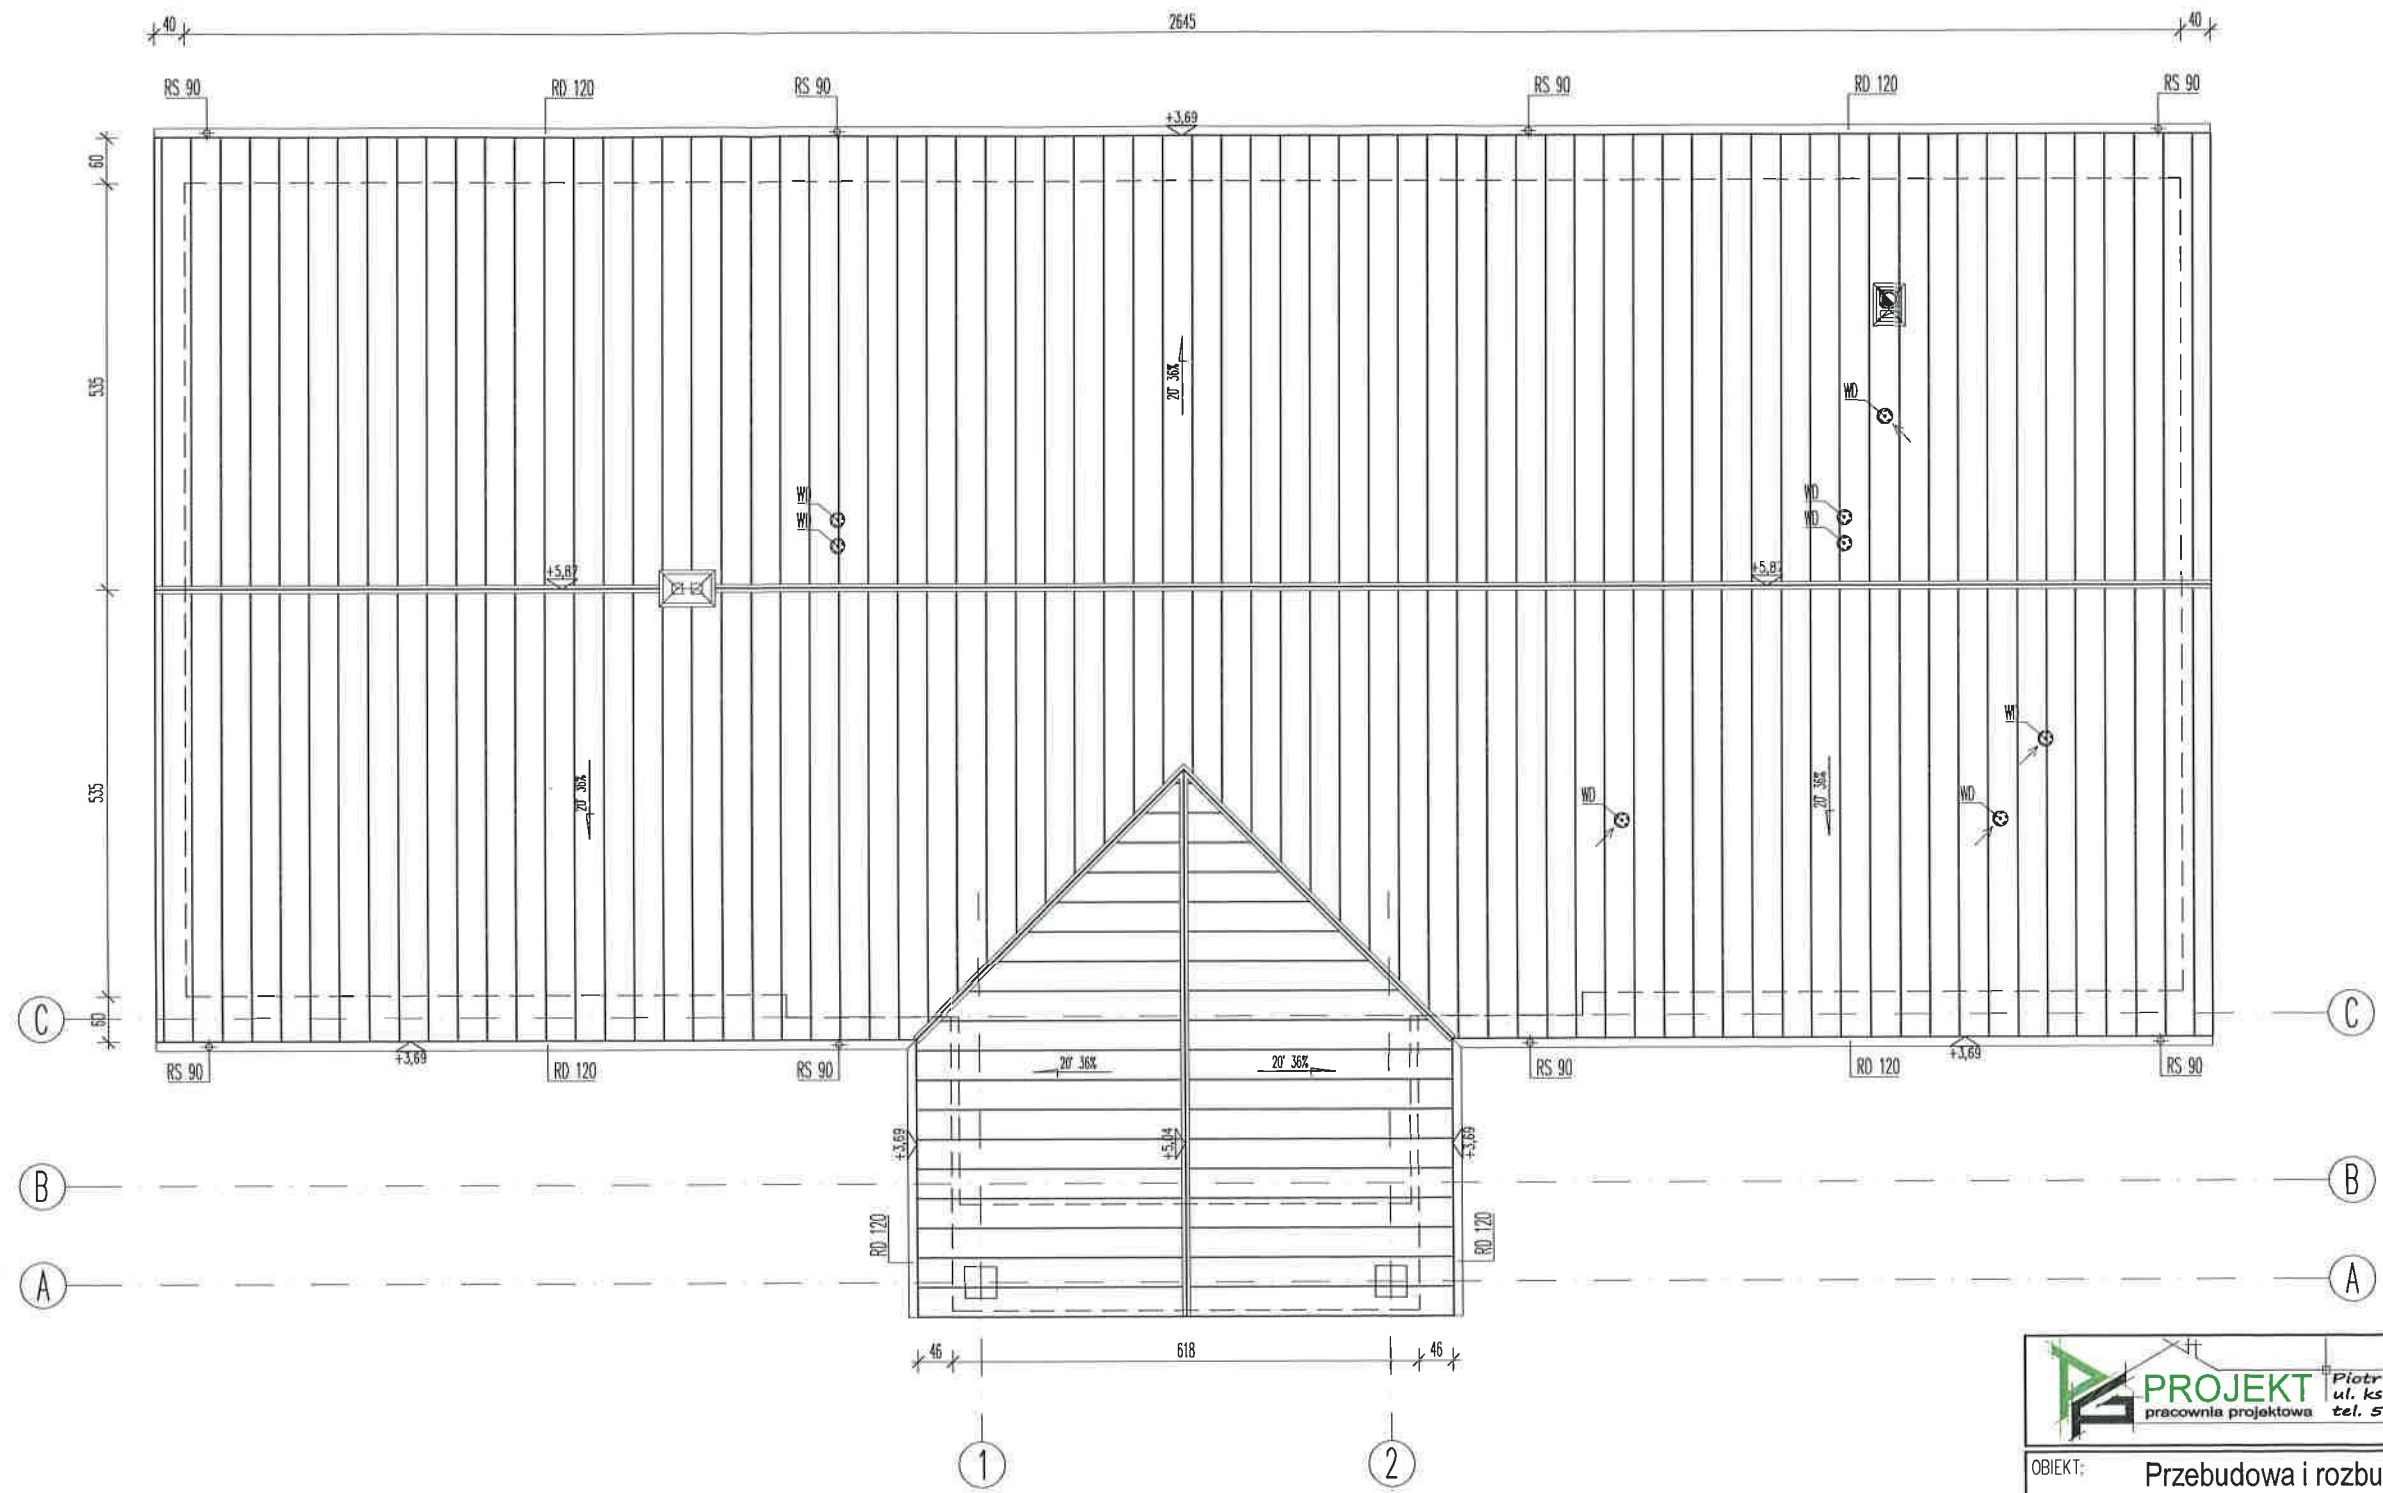 40
2645
40
RS 90
RD 120
RS 90
RS 90
RD 120
RS 90
+3,69
60
535
20° 36%
WD
WD
WD
WD
WD
+5,87
+5,87
535
20° 36%
20° 36%
WD
WD
WD
C
60
C
RS 90
+3,69
RD 120
RS 90
20° 36%
20° 36%
RS 90
+3,69
RD 120
RS 90
+3,69
+5,04
+3,69
B
B
RD 120
RD 120
A
A
46
618
46
1
2
PROJEKT
pracownia projektowa
Piotr
ul. ks
tel. 5
OBIEKT:
Przebudowa i rozbu